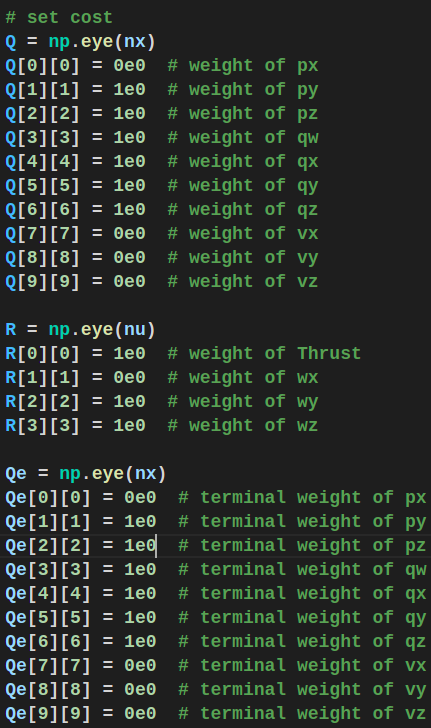 # set cost
Q = np.eye(nx)
Q[0][0] = 0e0  # weight of px
Q[1][1] = 1e0  # weight of py
Q[2][2] = 1e0  # weight of pz
Q[3][3] = 1e0  # weight of qw
Q[4][4] = 1e0  # weight of qx
Q[5][5] = 1e0  # weight of qy
Q[6][6] = 1e0  # weight of qz
Q[7][7] = 0e0  # weight of vx
Q[8][8] = 0e0  # weight of vy
Q[9][9] = 0e0  # weight of vz

R = np.eye(nu)
R[0][0] = 1e0  # weight of Thrust
R[1][1] = 0e0  # weight of wx
R[2][2] = 1e0  # weight of wy
R[3][3] = 1e0  # weight of wz

Qe = np.eye(nx)
Qe[0][0] = 0e0  # terminal weight of px
Qe[1][1] = 1e0  # terminal weight of py
Qe[2][2] = 1e0  # terminal weight of pz
Qe[3][3] = 1e0  # terminal weight of qw
Qe[4][4] = 1e0  # terminal weight of qx
Qe[5][5] = 1e0  # terminal weight of qy
Qe[6][6] = 1e0  # terminal weight of qz
Qe[7][7] = 0e0  # terminal weight of vx
Qe[8][8] = 0e0  # terminal weight of vy
Qe[9][9] = 0e0  # terminal weight of vz